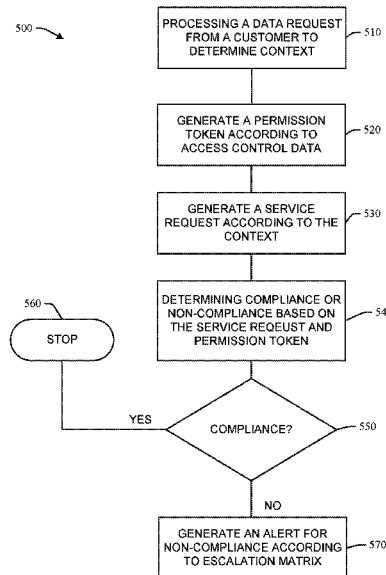 500
PROCESSING A DATA REQUEST
FROM A CUSTOMER TO
DETERMINE CONTEXT
510
GENERATE A PERMISSION
TOKEN ACCORDING TO
ACCESS CONTROL DATA
520
GENERATE A SERVICE
REQUEST ACCORDING TO THE
CONTEXT
530
DETERMINING COMPLIANCE OR
NON-COMPLIANCE BASED ON
THE SERVICE REQEUST AND
PERMISSION TOKEN
54
560
STOP
YES
COMPLIANCE?
550
NO
GENERATE AN ALERT FOR
NON-COMPLIANCE ACCORDING
TO ESCALATION MATRIX
570